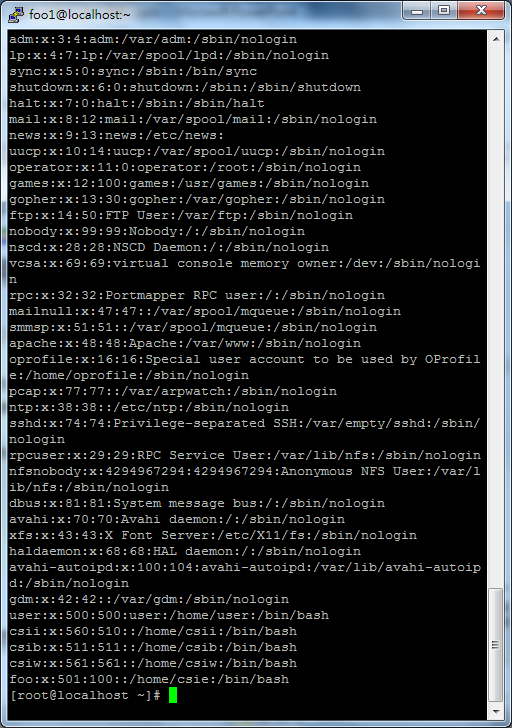 foo1@localhost:~
adm:x:3:4:adm:/var/adm:/sbin/nologin
lp:x:4:7:lp:/var/spool/lpd:/sbin/nologin
sync:x:5:0:sync:/sbin:/bin/sync
shutdown:x:6:0:shutdown:/sbin:/sbin/shutdown
halt:x:7:0:halt:/sbin:/sbin/halt
mail:x:8:12:mail:/var/spool/mail:/sbin/nologin
news:x:9:13:news:/etc/news:
uucp:x:10:14:uucp:/var/spool/uucp:/sbin/nologin
operator:x:11:0:operator:/root:/sbin/nologin
games:x:12:100:games:/usr/games:/sbin/nologin
gopher:x:13:30:gopher:/var/gopher:/sbin/nologin
ftp:x:14:50:FTP User:/var/ftp:/sbin/nologin
nobody:x:99:99:Nobody:/:/sbin/nologin
nscd:x:28:28:NSCD Daemon:/:/sbin/nologin
vcsa:x:69:69:virtual console memory owner:/dev:/sbin/nologi
n
rpc:x:32:32:Portmapper RPC user:/:/sbin/nologin
mailnull:x:47:47::/var/spool/mqueue:/sbin/nologin
smmsp:x:51:51::/var/spool/mqueue:/sbin/nologin
apache:x:48:48:Apache:/var/www:/sbin/nologin
oprofile:x:16:16:Special user account to be used by OProfil
e:/home/oprofile:/sbin/nologin
pcap:x:77:77::/var/arpwatch:/sbin/nologin
ntp:x:38:38::/etc/ntp:/sbin/nologin
sshd:x:74:74:Privilege-separated SSH:/var/empty/sshd:/sbin/
nologin
rpcuser:x:29:29:RPC Service User:/var/lib/nfs:/sbin/nologin
nfsnobody:x:4294967294:4294967294:Anonymous NFS User:/var/l
ib/nfs:/sbin/nologin
dbus:x:81:81:System message bus:/:/sbin/nologin
avahi:x:70:70:Avahi daemon:/:/sbin/nologin
xfs:x:43:43:X Font Server:/etc/X11/fs:/sbin/nologin
haldaemon:x:68:68:HAL daemon:/:/sbin/nologin
avahi-autoipd:x:100:104:avahi-autoipd:/var/lib/avahi-autoip
d:/sbin/nologin
gdm:x:42:42::/var/gdm:/sbin/nologin
user:x:500:500:user:/home/user:/bin/bash
csii:x:560:510::/home/csii:/bin/bash
csib:x:511:511::/home/csib:/bin/bash
csiw:x:561:561::/home/csiw:/bin/bash
foo:x:501:100::/home/csie:/bin/bash
[root@localhost ~]#